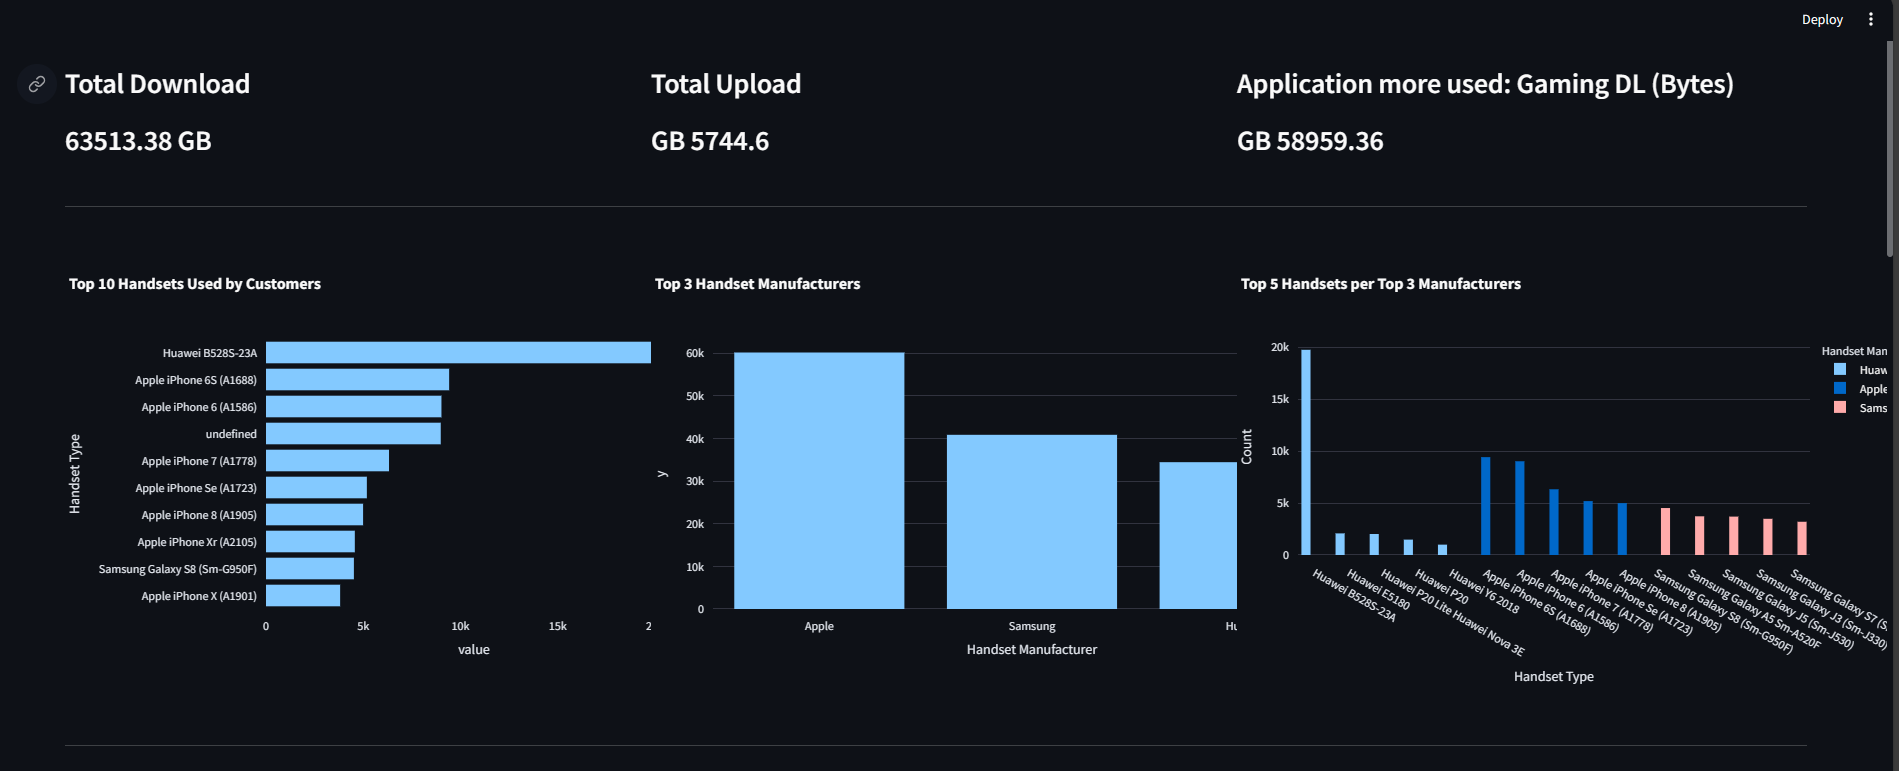 Deploy
Total Download
63513.38 GB
Total Upload
GB 5744.6
Application more used: Gaming DL (Bytes)
GB 58959.36
Top 10 Handsets Used by Customers
Handset Type
Huawei B528S-23A
Apple iPhone 6S (A1688)
Apple iPhone 6 (A1586)
undefined
Apple iPhone 7 (A1778)
Apple iPhone Se (A1723)
Apple iPhone 8 (A1905)
Apple iPhone Xr (A2105)
Samsung Galaxy S8 (Sm-G950F)
Apple iPhone X (A1901)
0 5k 10k 15k 2
value
Top 3 Handset Manufacturers
y
60k
50k
40k
30k
20k
10k
0
Apple Samsung Hu
Handset Manufacturer
Top 5 Handsets per Top 3 Manufacturers
Count
20k
15k
10k
5k
0
Huawei B528S-23A
Huawei E5180
Huawei P20 Lite Huawei Nova 3E
Huawei P20
Huawei Y6 2018
Apple iPhone 6S (A1688)
Apple iPhone 6 (A1586)
Apple iPhone 7 (A1778)
Apple iPhone Se (A1723)
Apple iPhone 8 (A1905)
Samsung Galaxy S8 (Sm-G950F)
Samsung Galaxy A5 Sm-A520F
Samsung Galaxy J5 (Sm-J530)
Samsung Galaxy J3 (Sm-J330)
Samsung Galaxy S7 (S
Handset Type
Handset Man
Huaw
Apple
Sams